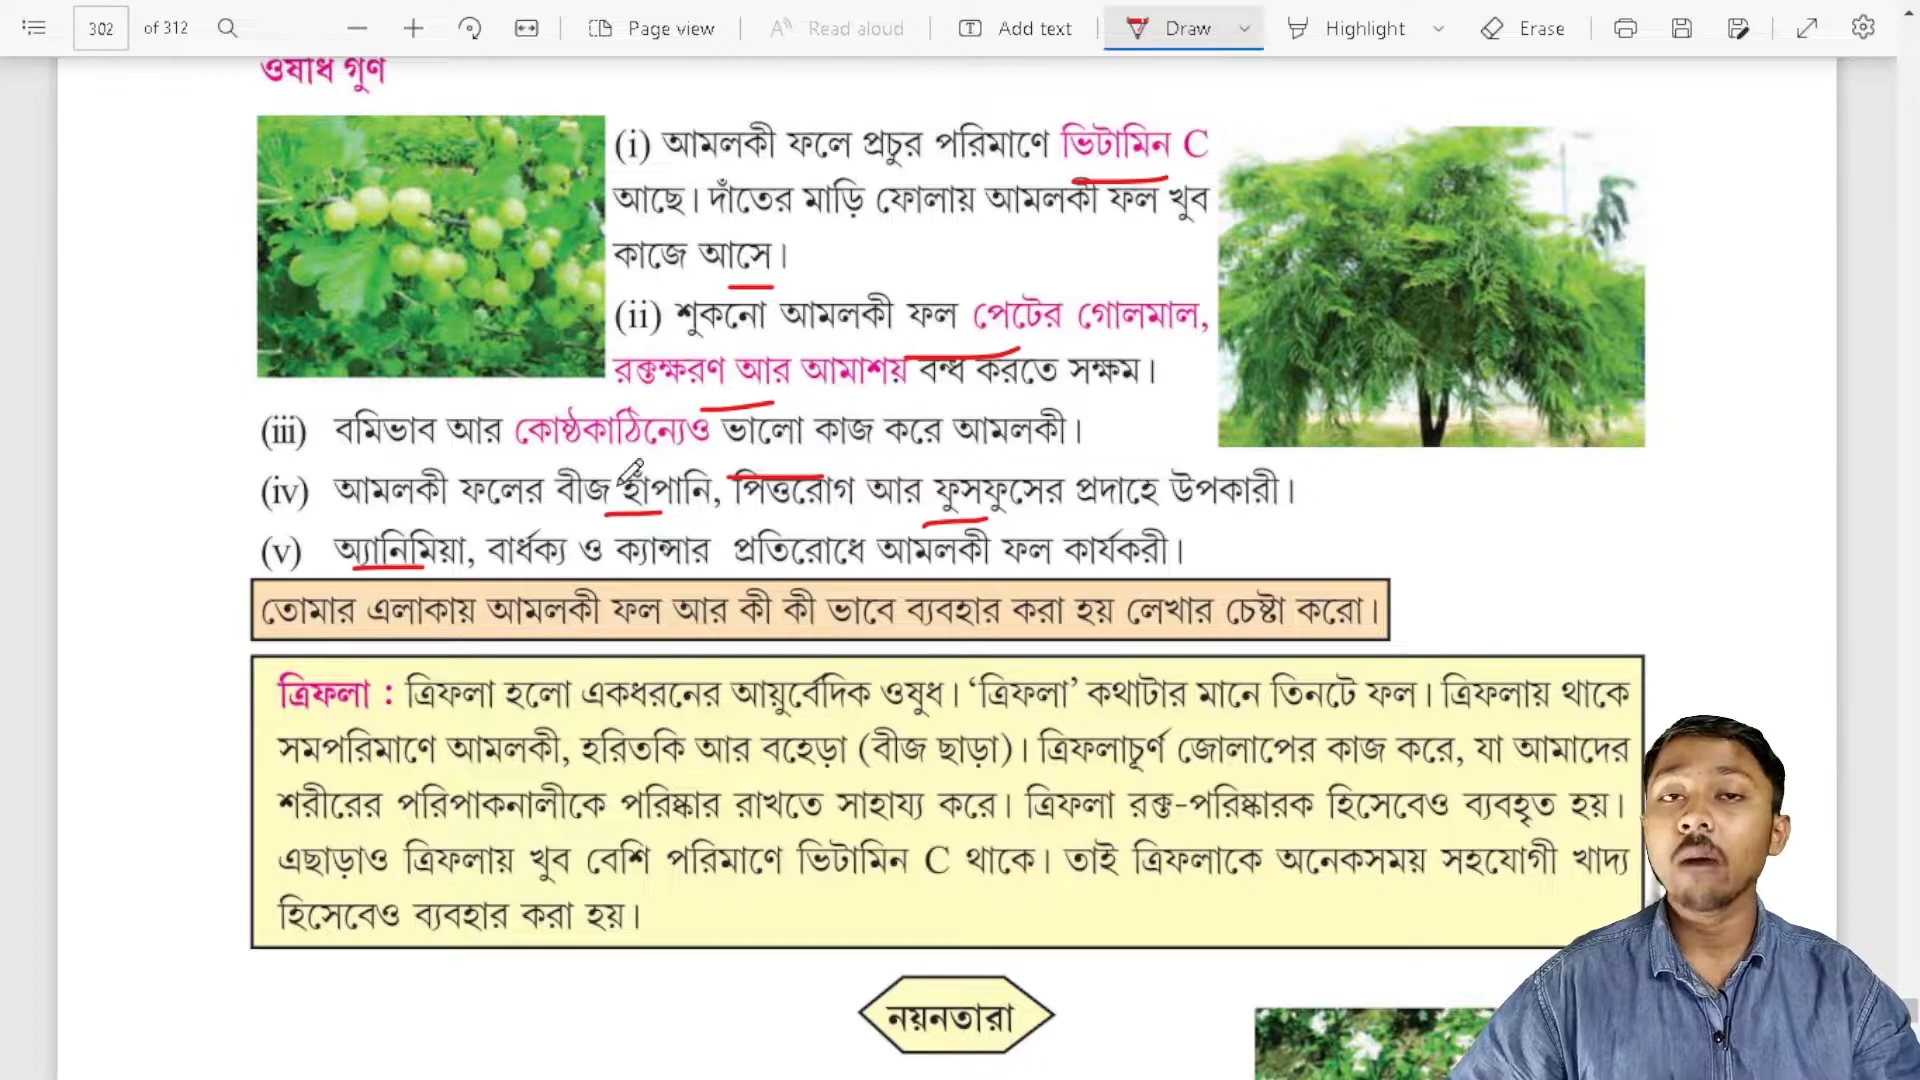 302 of 312 Page view Read aloud Add text Draw Highlight Erase
ওষধি গুণ
(i) আমলকী ফলে প্রচুর পরিমাণে ভিটামিন C
আছে। দাঁতের মাড়ি ফোলায় আমলকী ফল খুব
কাজে আসে।
(ii) শুকনো আমলকী ফল পেটের গোলমাল,
রক্তক্ষরণ আর আমাশয় বন্ধ করতে সক্ষম।
(iii) বমিভাব আর কোষ্ঠকাঠিন্যেও ভালো কাজ করে আমলকী।
(iv) আমলকী ফলের বীজ হাঁপানি, পিত্তরোগ আর ফুসফুসের প্রদাহে উপকারী।
(v) অ্যানিমিয়া, বার্ধক্য ও ক্যান্সার প্রতিরোধে আমলকী ফল কার্যকরী।
তোমার এলাকায় আমলকী ফল আর কী কী ভাবে ব্যবহার করা হয় লেখার চেষ্টা করো।
ত্রিফলা : ত্রিফলা হলো একধরনের আয়ুর্বেদিক ওষুধ। ‘ত্রিফলা’ কথাটার মানে তিনটে ফল। ত্রিফলায় থাকে
সমপরিমাণে আমলকী, হরিতকি আর বহেড়া (বীজ ছাড়া)। ত্রিফলাচূর্ণ জোলাপের কাজ করে, যা আমাদের
শরীরের পরিপাকনালীকে পরিষ্কার রাখতে সাহায্য করে। ত্রিফলা রক্ত-পরিষ্কারক হিসেবেও ব্যবহৃত হয়।
এছাড়াও ত্রিফলায় খুব বেশি পরিমাণে ভিটামিন C থাকে। তাই ত্রিফলাকে অনেকসময় সহযোগী খাদ্য
হিসেবেও ব্যবহার করা হয়।
নয়নতারা